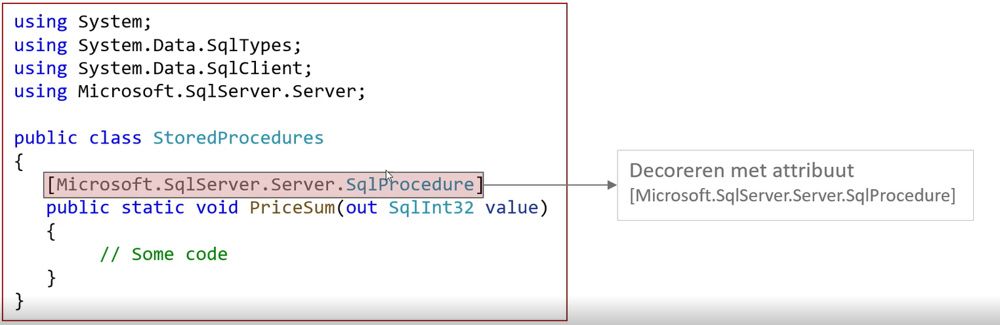 using System;
using System.Data.SqlTypes;
using System.Data.SqlClient;
using Microsoft.SqlServer.Server;
public class StoredProcedures
{
[Microsoft.SqlServer.Server.SqlProcedure]
public static void PriceSum(out SqlInt32 value)
{
// Some code
}
}
Decoreren met attribuut
[Microsoft.SqlServer.Server.SqlProcedure]